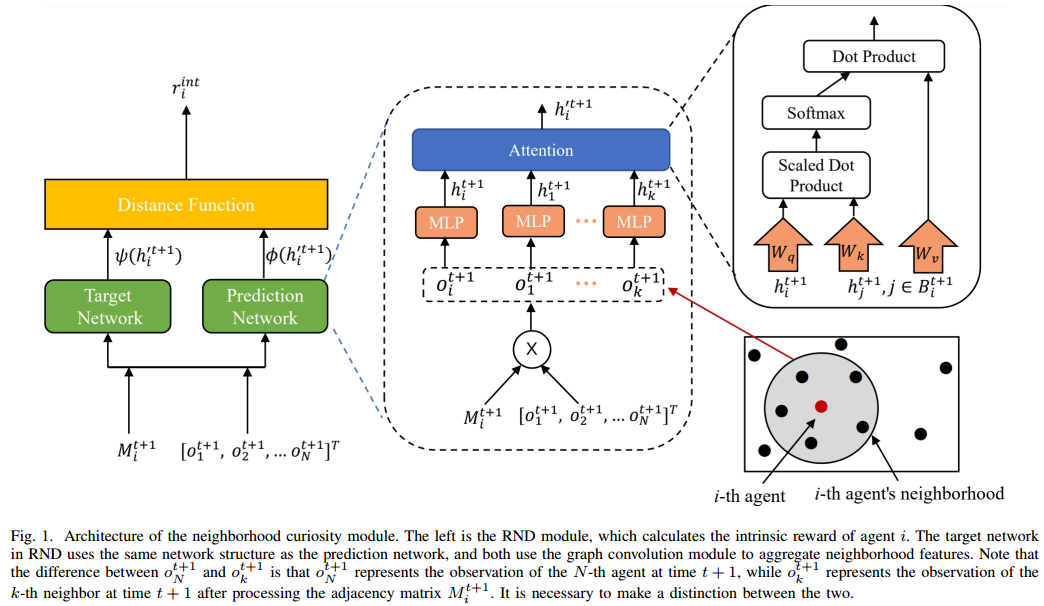 r_i^{int}
Distance Function
ψ(h_i'^{t+1})
ϕ(h_i'^{t+1})
Target
Network
Prediction
Network
M_i^{t+1}
[o_1^{t+1}, o_2^{t+1}, … o_N^{t+1}]^T
h_i'^{t+1}
Attention
h_i^{t+1} h_1^{t+1} h_k^{t+1}
MLP MLP ··· MLP
o_i^{t+1} o_1^{t+1} ··· o_k^{t+1}
X
M_i^{t+1} [o_1^{t+1}, o_2^{t+1}, … o_N^{t+1}]^T
Dot Product
Softmax
Scaled Dot
Product
W_q W_k W_v
h_i^{t+1} h_j^{t+1}, j ∈ B_i^{t+1}
i-th agent
i-th agent's neighborhood
Fig. 1. Architecture of the neighborhood curiosity module. The left is the RND module, which calculates the intrinsic reward of agent i. The target network
in RND uses the same network structure as the prediction network, and both use the graph convolution module to aggregate neighborhood features. Note that
the difference between o_N^{t+1} and o_k^{t+1} is that o_N^{t+1} represents the observation of the N-th agent at time t + 1, while o_k^{t+1} represents the observation of the
k-th neighbor at time t + 1 after processing the adjacency matrix M_i^{t+1}. It is necessary to make a distinction between the two.